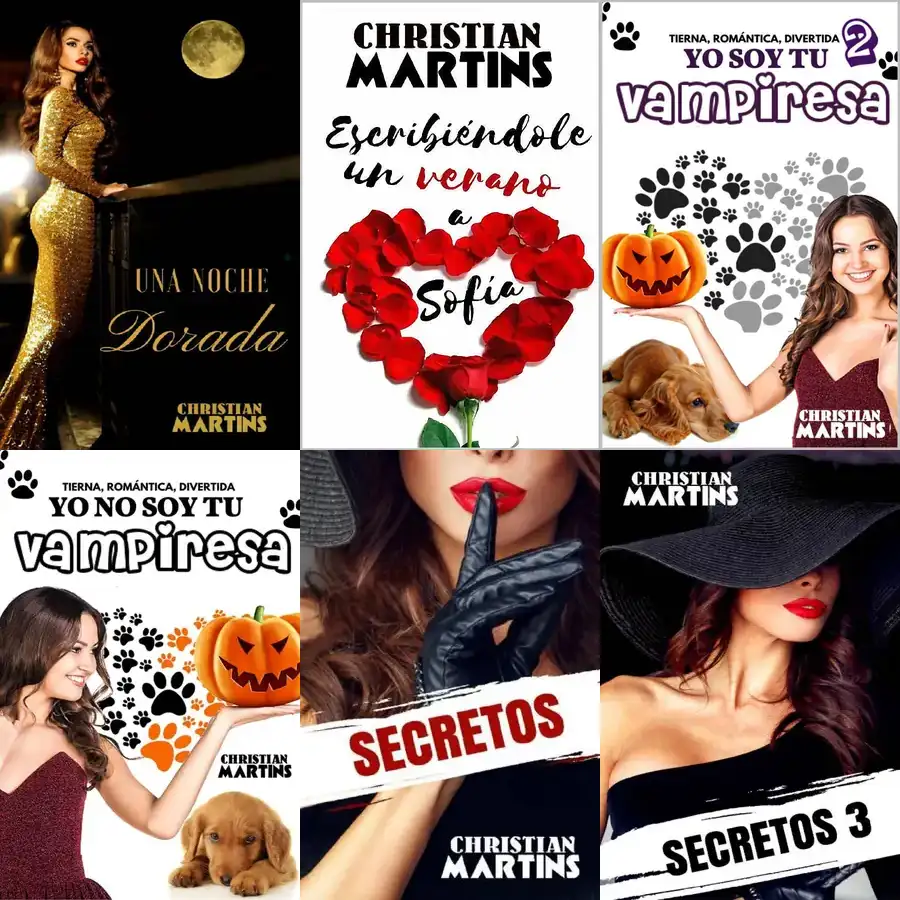 UNA NOCHE
Dorada
CHRISTIAN
MARTINS
CHRISTIAN
MARTINS
Escribiéndole
un verano
a
Sofía
TIERNA, ROMÁNTICA, DIVERTIDA
YO SOY TU 2
vampiresa
CHRISTIAN
MARTINS
TIERNA, ROMÁNTICA, DIVERTIDA
YO NO SOY TU
vampiresa
CHRISTIAN
MARTINS
SECRETOS
CHRISTIAN
MARTINS
CHRISTIAN
MARTINS
SECRETOS 3